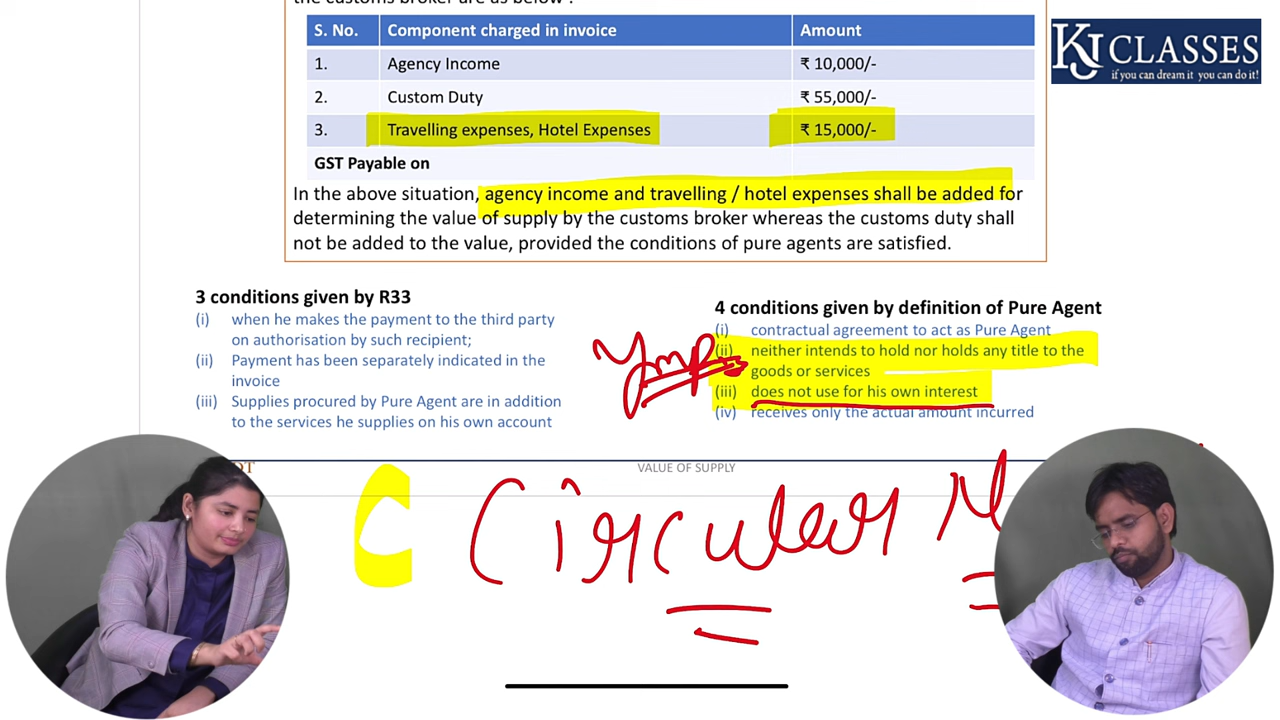 the customs broker are as below :
S. No. Component charged in invoice Amount
1. Agency Income ₹ 10,000/-
2. Custom Duty ₹ 55,000/-
3. Travelling expenses, Hotel Expenses ₹ 15,000/-
GST Payable on
In the above situation, agency income and travelling / hotel expenses shall be added for
determining the value of supply by the customs broker whereas the customs duty shall
not be added to the value, provided the conditions of pure agents are satisfied.
KJ CLASSES
if you can dream it you can do it!
3 conditions given by R33
(i) when he makes the payment to the third party
on authorisation by such recipient;
(ii) Payment has been separately indicated in the
invoice
(iii) Supplies procured by Pure Agent are in addition
to the services he supplies on his own account
Imp
4 conditions given by definition of Pure Agent
(i) contractual agreement to act as Pure Agent
(ii) neither intends to hold nor holds any title to the
goods or services
(iii) does not use for his own interest
(iv) receives only the actual amount incurred
VALUE OF SUPPLY
C Circular